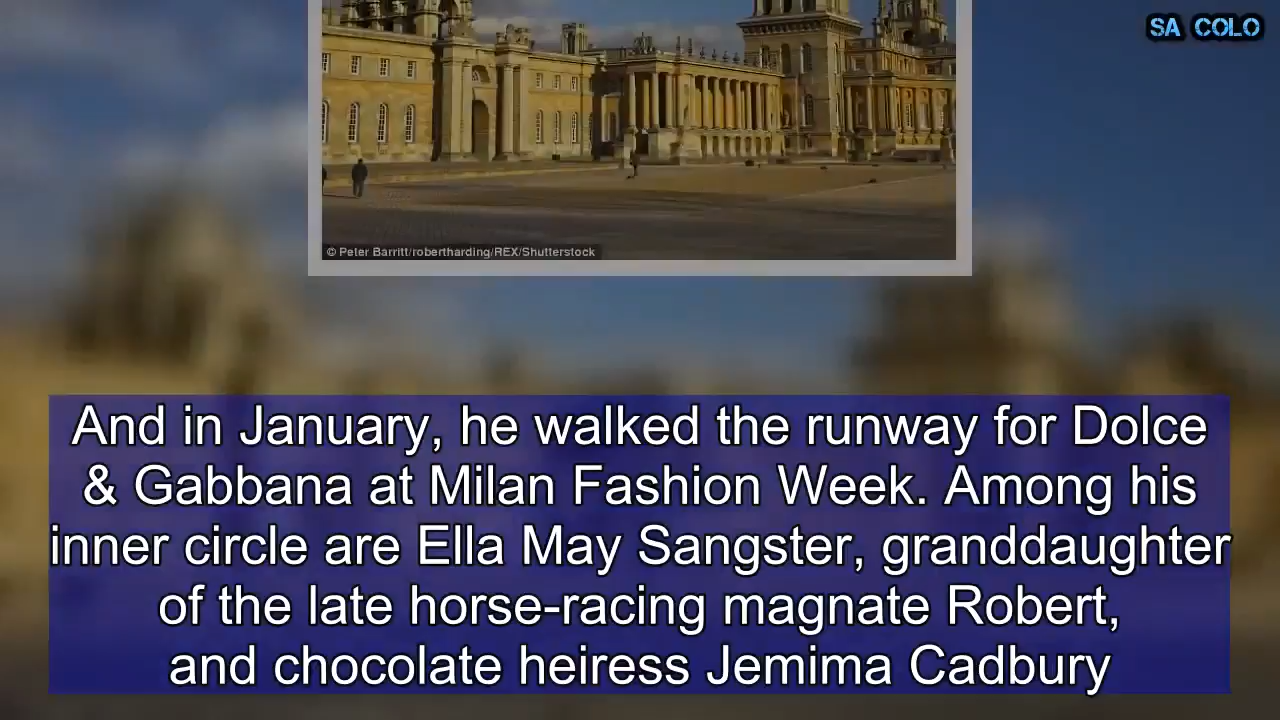 SA COLO
© Peter Barritt/robertharding/REX/Shutterstock
And in January, he walked the runway for Dolce
& Gabbana at Milan Fashion Week. Among his
inner circle are Ella May Sangster, granddaughter
of the late horse-racing magnate Robert,
and chocolate heiress Jemima Cadbury